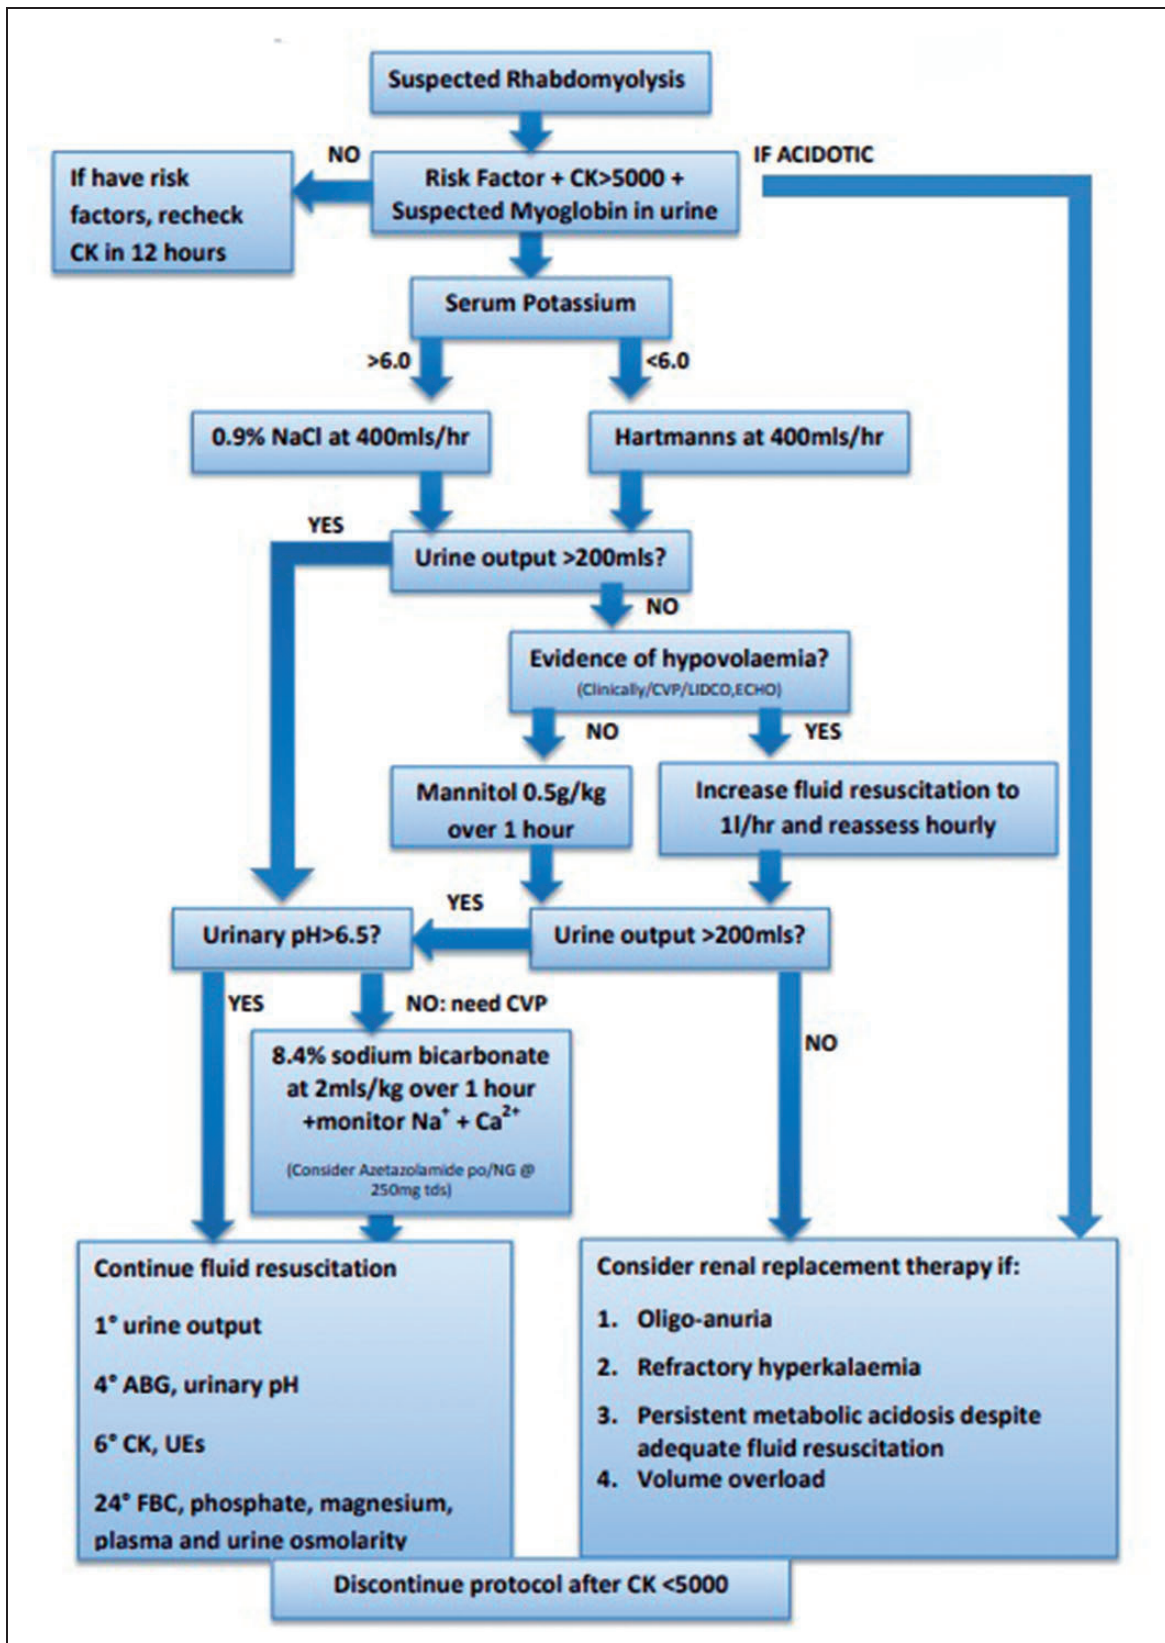 Suspected Rhabdomyolysis
NO
IF ACIDOTIC
If have risk
factors, recheck
CK in 12 hours
Risk Factor + CK>5000 +
Suspected Myoglobin in urine
Serum Potassium
>6.0
<6.0
0.9% NaCl at 400mls/hr
Hartmanns at 400mls/hr
YES
Urine output >200mls?
NO
Evidence of hypovolaemia?
(Clinically/CVP/LIDCO,ECHO)
NO
YES
Mannitol 0.5g/kg
over 1 hour
Increase fluid resuscitation to
1l/hr and reassess hourly
YES
Urinary pH>6.5?
Urine output >200mls?
YES
NO: need CVP
NO
8.4% sodium bicarbonate
at 2mls/kg over 1 hour
+monitor Na⁺ + Ca²⁺
(Consider Azetazolamide po/NG @
250mg tds)
Continue fluid resuscitation
1° urine output
4° ABG, urinary pH
6° CK, UEs
24° FBC, phosphate, magnesium,
plasma and urine osmolarity
Consider renal replacement therapy if:
1. Oligo-anuria
2. Refractory hyperkalaemia
3. Persistent metabolic acidosis despite
adequate fluid resuscitation
4. Volume overload
Discontinue protocol after CK <5000